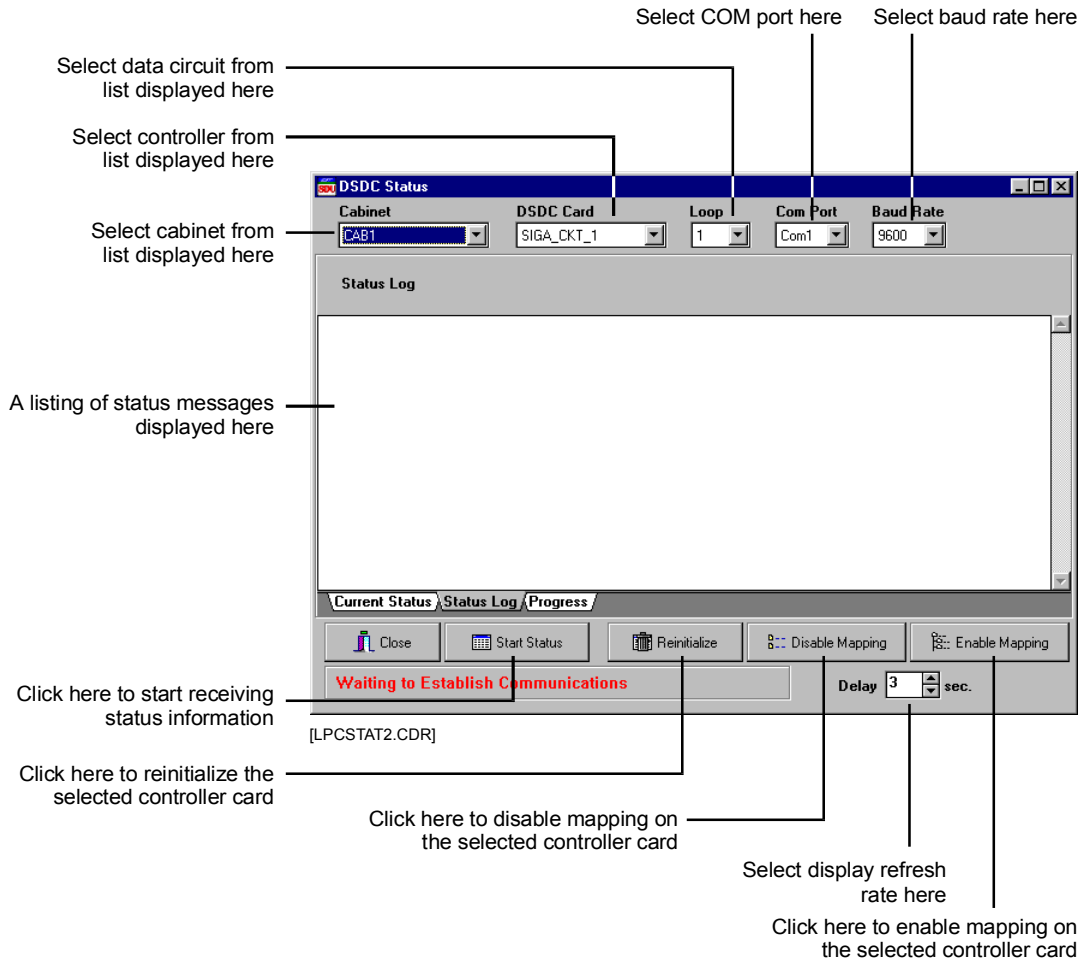 Select COM port here
Select baud rate here
Select data circuit from
list displayed here
Select controller from
list displayed here
Select cabinet from
list displayed here
SDU DSDC Status
Cabinet DSDC Card Loop Com Port Baud Rate
CAB1 SIGA_CKT_1 1 Com1 9600
Status Log
A listing of status messages
displayed here
Current Status Status Log Progress
Close Start Status Reinitialize Disable Mapping Enable Mapping
Waiting to Establish Communications
Delay 3 sec.
Click here to start receiving
status information
[LPCSTAT2.CDR]
Click here to reinitialize the
selected controller card
Click here to disable mapping on
the selected controller card
Select display refresh
rate here
Click here to enable mapping on
the selected controller card